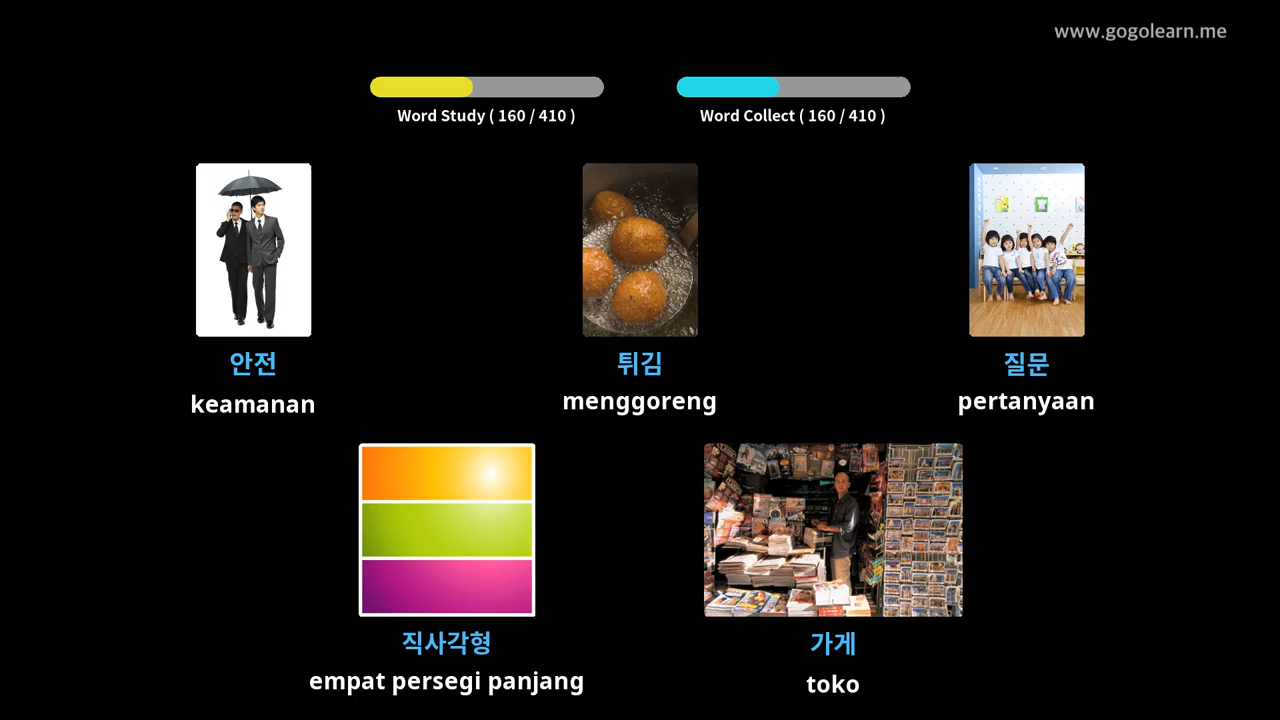 www.gogolearn.me
Word Study ( 160 / 410 )
Word Collect ( 160 / 410 )
안전
keamanan
튀김
menggoreng
질문
pertanyaan
직사각형
empat persegi panjang
가게
toko